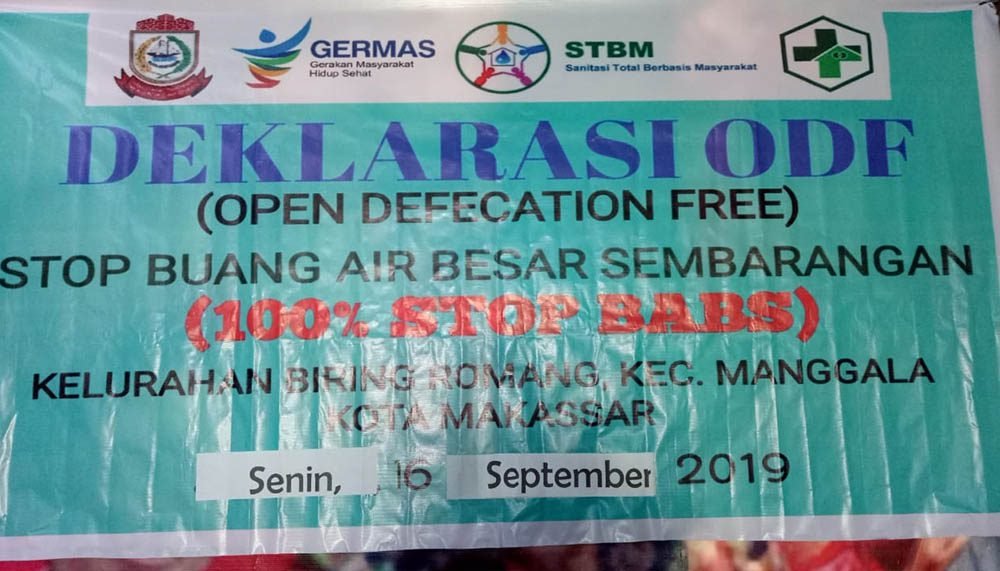 GERMAS
Gerakan Masyarakat
Hidup Sehat
STBM
Sanitasi Total Berbasis Masyarakat
DEKLARASI ODF
(OPEN DEFECATION FREE)
STOP BUANG AIR BESAR SEMBARANGAN
(100% STOP BABS)
KELURAHAN BIRING ROMANG, KEC. MANGGALA
KOTA MAKASSAR
Senin, 16 September 2019